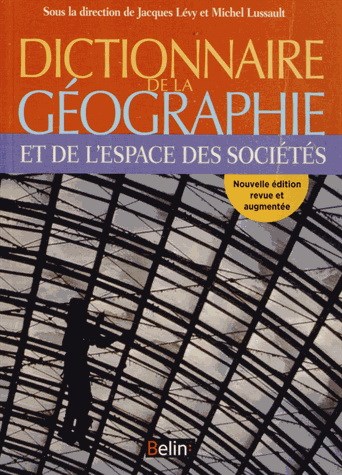 Sous la direction de Jacques Lévy et Michel Lussault
DICTIONNAIRE
DE LA
GÉOGRAPHIE
ET DE L'ESPACE DES SOCIÉTÉS
Nouvelle édition
revue et
augmentée
Belin: